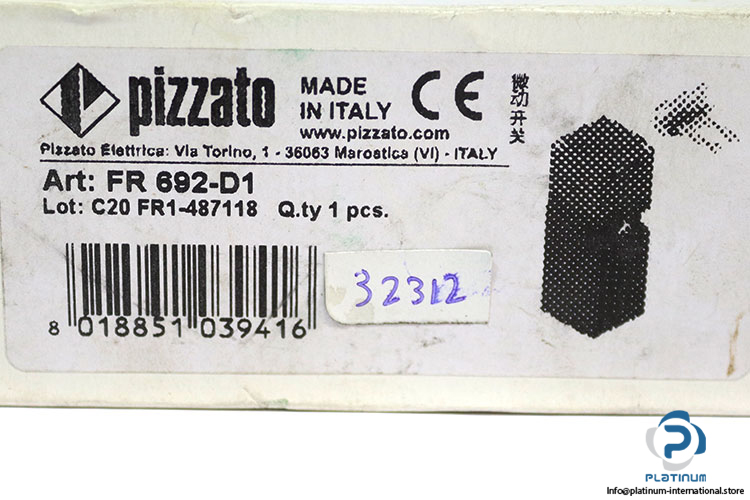 pizzato
MADE
IN ITALY
CE
www.pizzato.com
微动开关
Pizzato Elettrica: Via Torino, 1 - 36063 Marostica (VI) - ITALY
Art: FR 692-D1
Lot: C20 FR1-487118 Q.ty 1 pcs.
32312
8 018851 039416
PLATINUM
Info@platinum-international.store